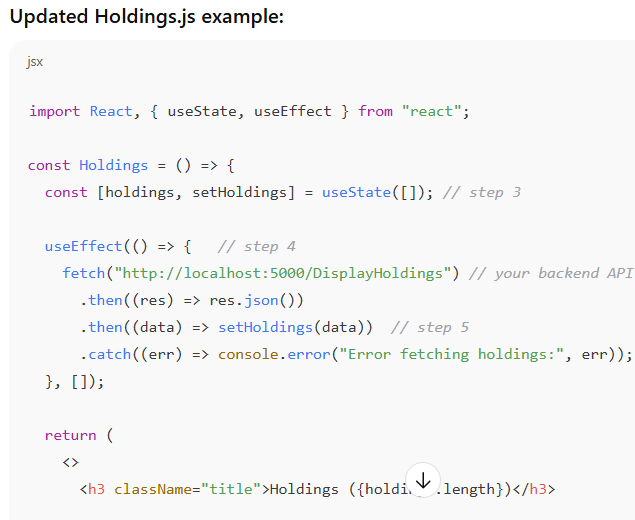 Updated Holdings.js example:
jsx
import React, { useState, useEffect } from "react";
const Holdings = () => {
const [holdings, setHoldings] = useState([]); // step 3
useEffect(() => { // step 4
fetch("http://localhost:5000/DisplayHoldings") // your backend API
.then((res) => res.json())
.then((data) => setHoldings(data)) // step 5
.catch((err) => console.error("Error fetching holdings:", err));
}, []);
return (
<>
<h3 className="title">Holdings ({holdin .length})</h3>